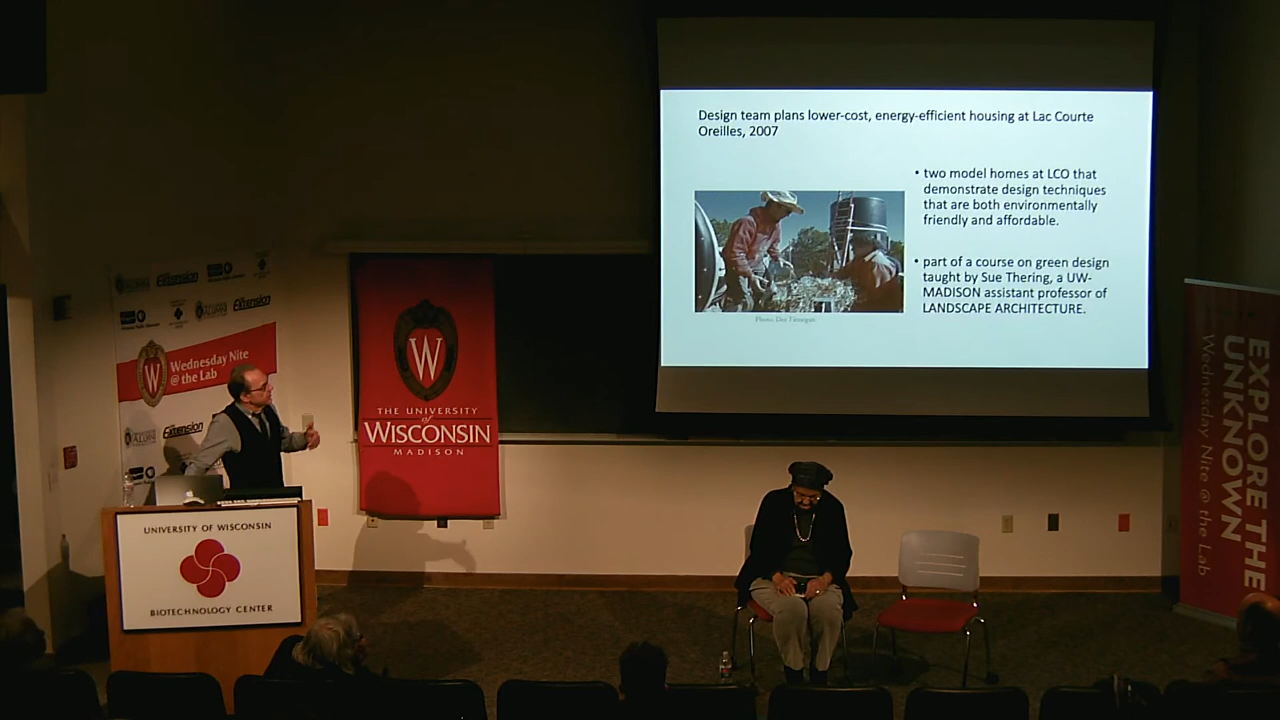 Design team plans lower-cost, energy-efficient housing at Lac Courte
Oreilles, 2007
• two model homes at LCO that
demonstrate design techniques
that are both environmentally
friendly and affordable.
• part of a course on green design
taught by Sue Thering, a UW-
MADISON assistant professor of
LANDSCAPE ARCHITECTURE.
Extension
Extension
Wednesday Nite
@ the Lab
W
Extension
W
THE UNIVERSITY
of
WISCONSIN
MADISON
UNIVERSITY OF WISCONSIN
BIOTECHNOLOGY CENTER
EXPLORE THE
UNKNOWN
Wednesday Nite @ the Lab